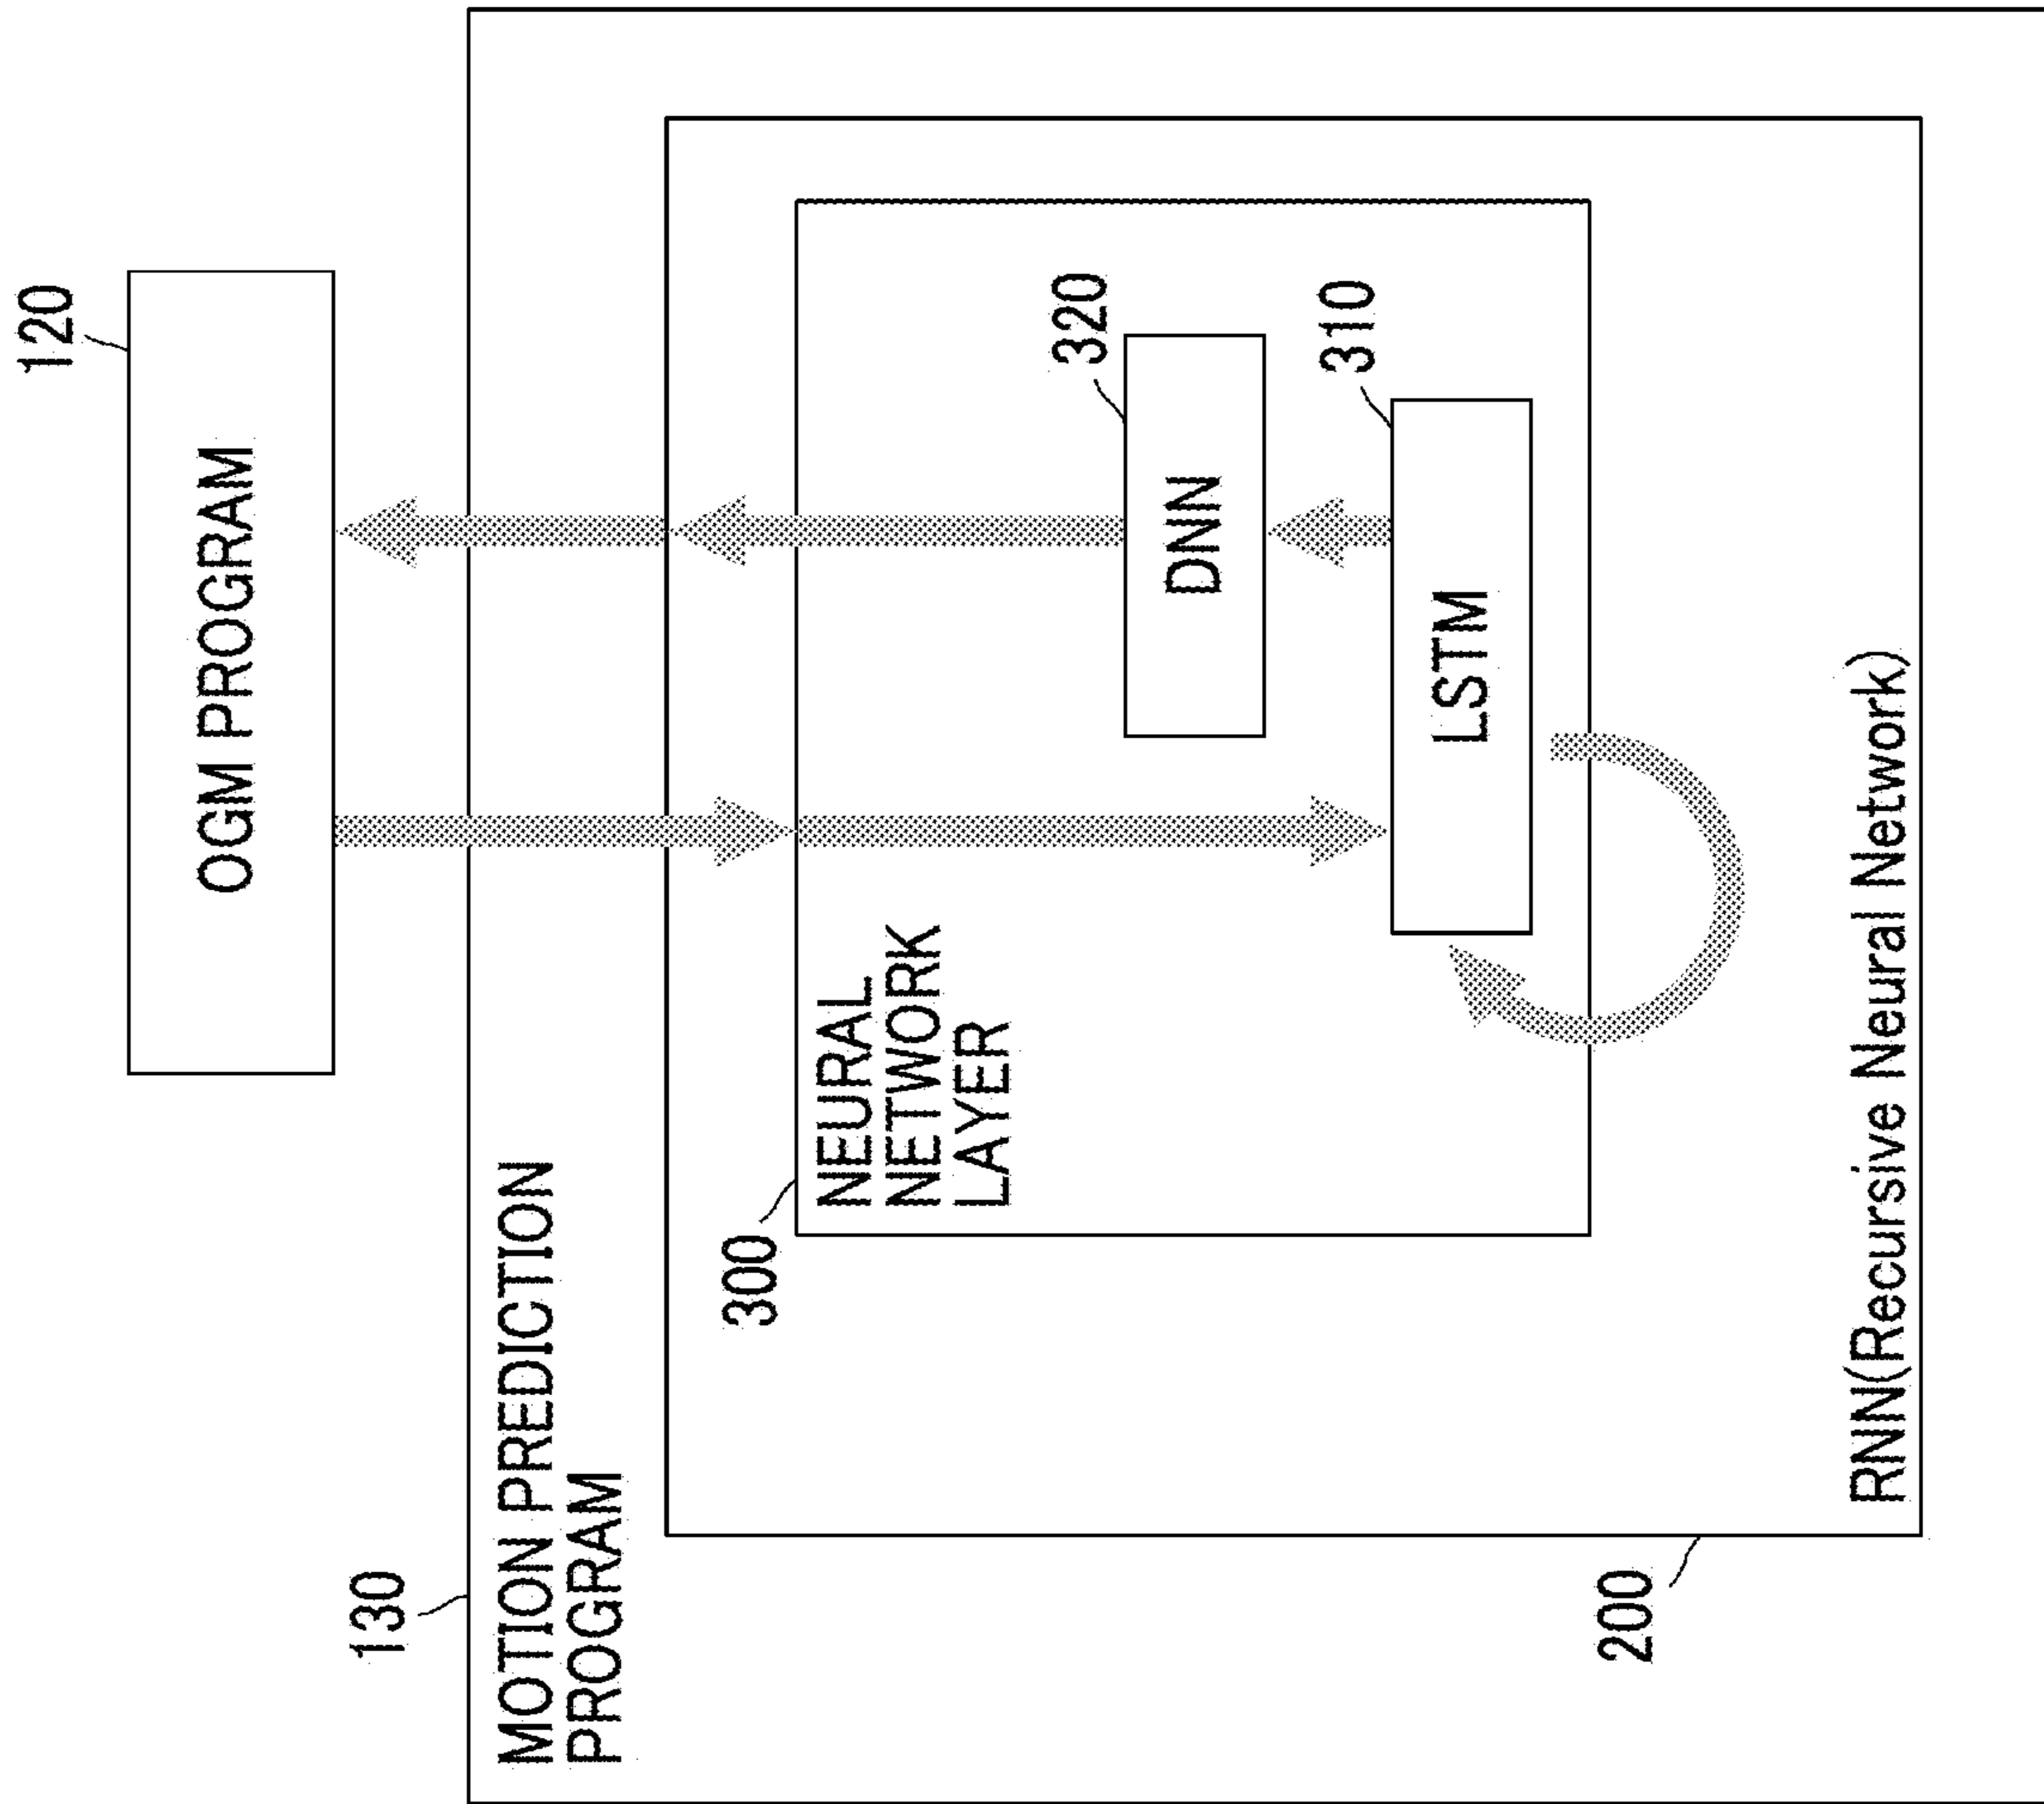 120
OGM PROGRAM
130
MOTION PREDICTION
PROGRAM
300
NEURAL
NETWORK
LAYER
320
DNN
310
LSTM
200
RNN(Recursive Neural Network)